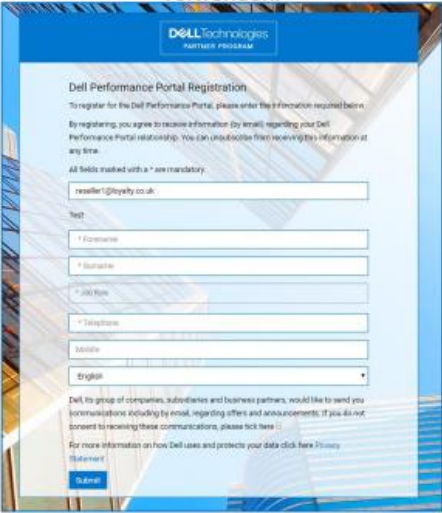 DELLTechnologies
PARTNER PROGRAM
Dell Performance Portal Registration
To register for the Dell Performance Portal, please enter the information required below.
By registering, you agree to receive information (by email) regarding your Dell
Performance Portal relationship. You can unsubscribe from receiving this information at
any time.
All fields marked with a * are mandatory.
reseller1@loyalty.co.uk
Test
* Forename
* Surname
* Job Role
* Telephone
Mobile
English
Dell, its group of companies, subsidiaries and business partners, would like to send you
communications including by email, regarding offers and announcements. If you do not
consent to receiving these communications, please tick here
For more information on how Dell uses and protects your data click here Privacy
Statement
Submit